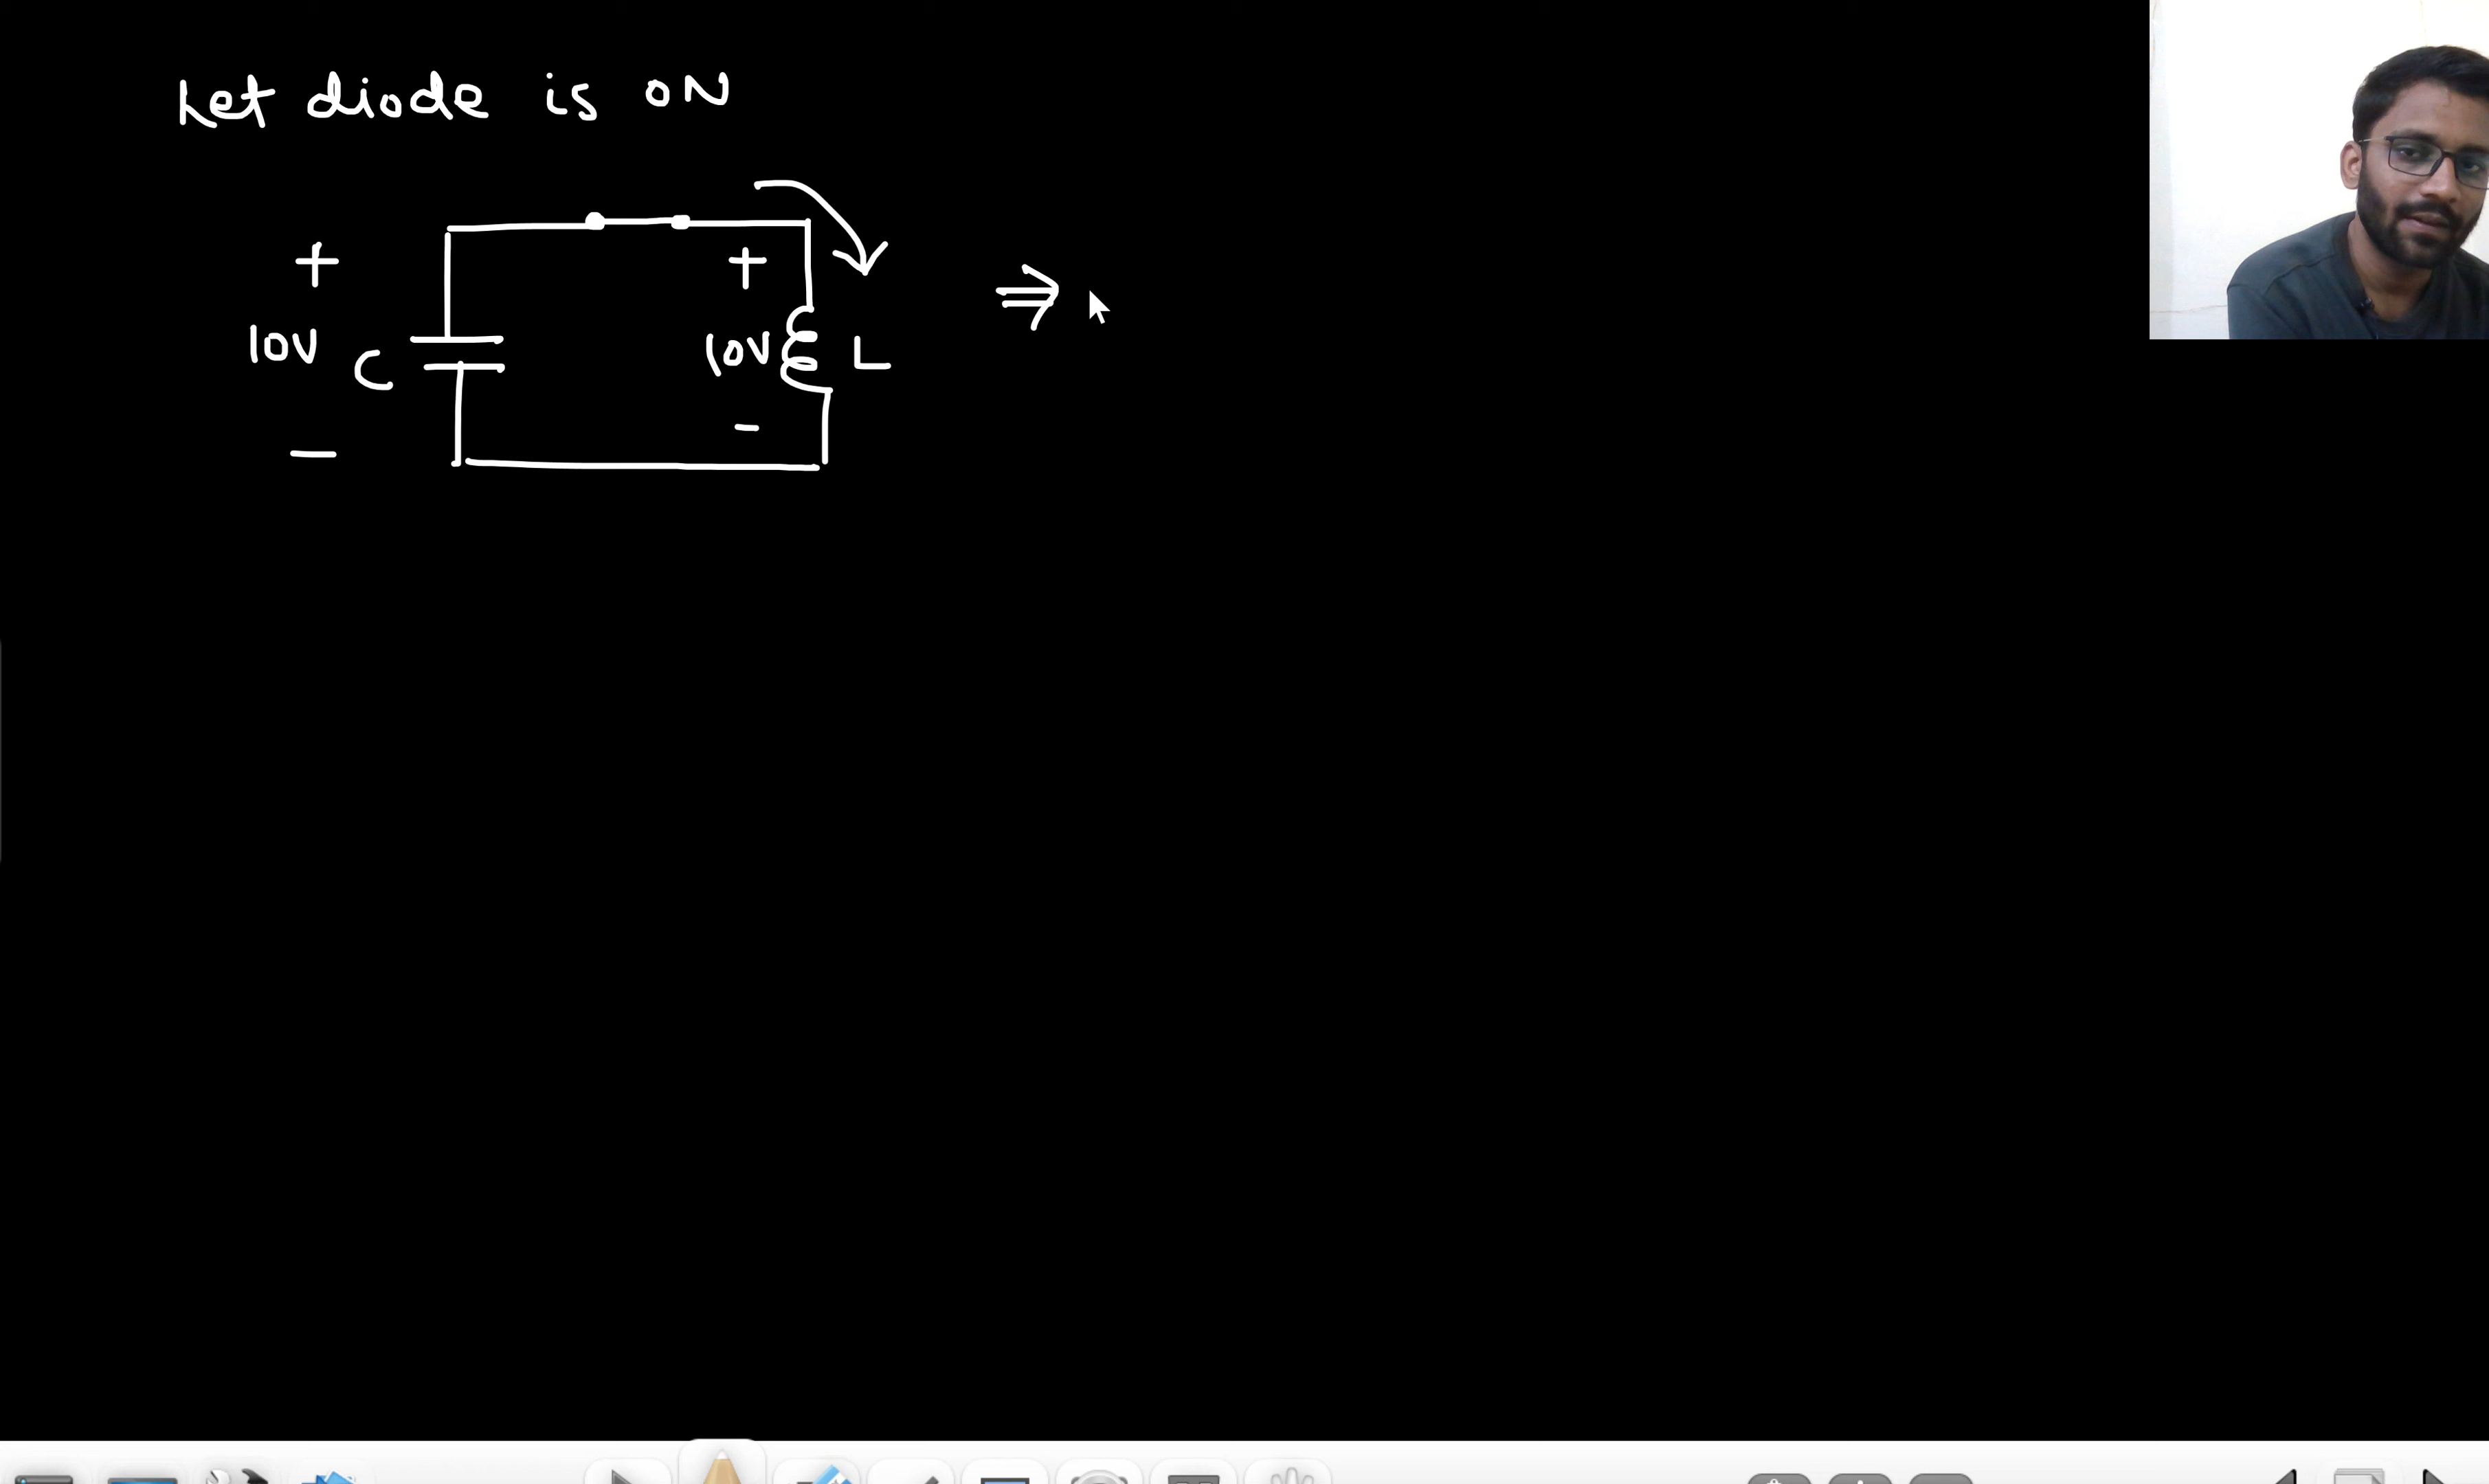 Let diode is ON
+
+
10V
C
10V
L
⇒
-
-